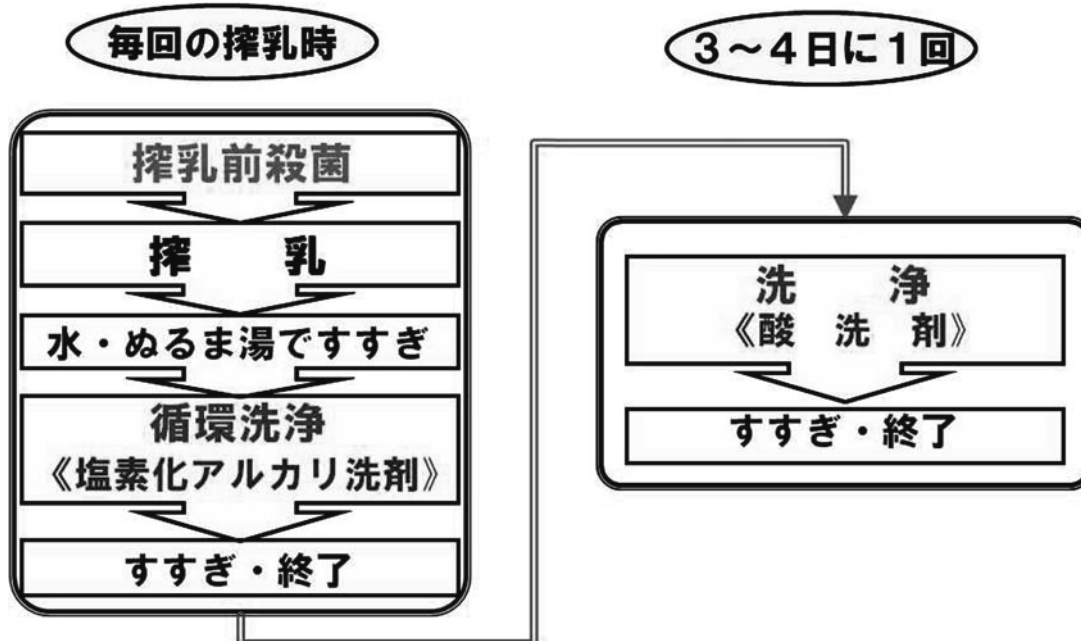 毎回の搾乳時
搾乳前殺菌
搾　乳
水・ぬるま湯ですすぎ
循環洗浄
《塩素化アルカリ洗剤》
すすぎ・終了
３～４日に１回
洗　浄
《酸　洗　剤》
すすぎ・終了